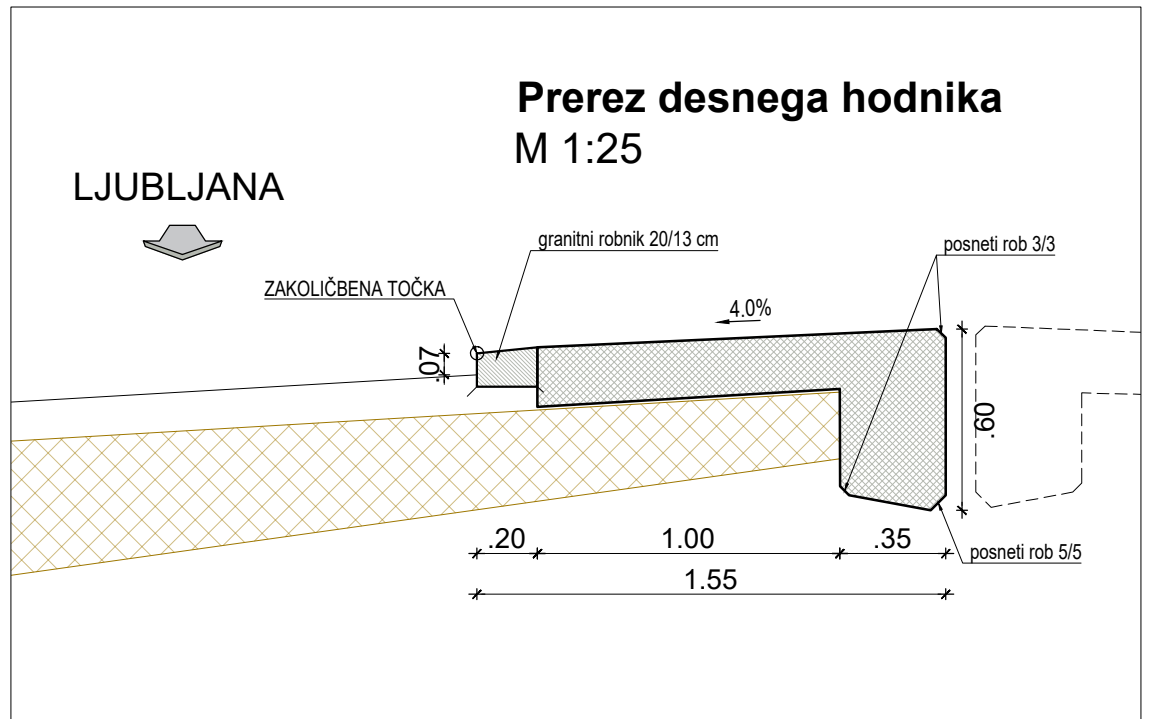 Prerez desnega hodnika
M 1:25
LJUBLJANA
granitni robnik 20/13 cm
posneti rob 3/3
ZAKOLIČBENA TOČKA
4.0%
.07
.60
.20
1.00
.35
posneti rob 5/5
1.55